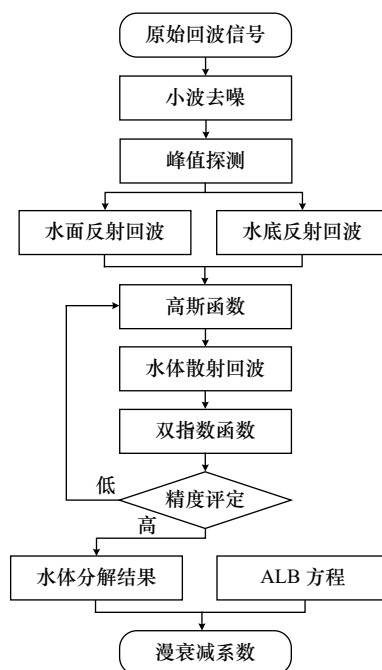 原始回波信号
小波去噪
峰值探测
水面反射回波
水底反射回波
高斯函数
水体散射回波
双指数函数
低
精度评定
高
水体分解结果
ALB 方程
漫衰减系数